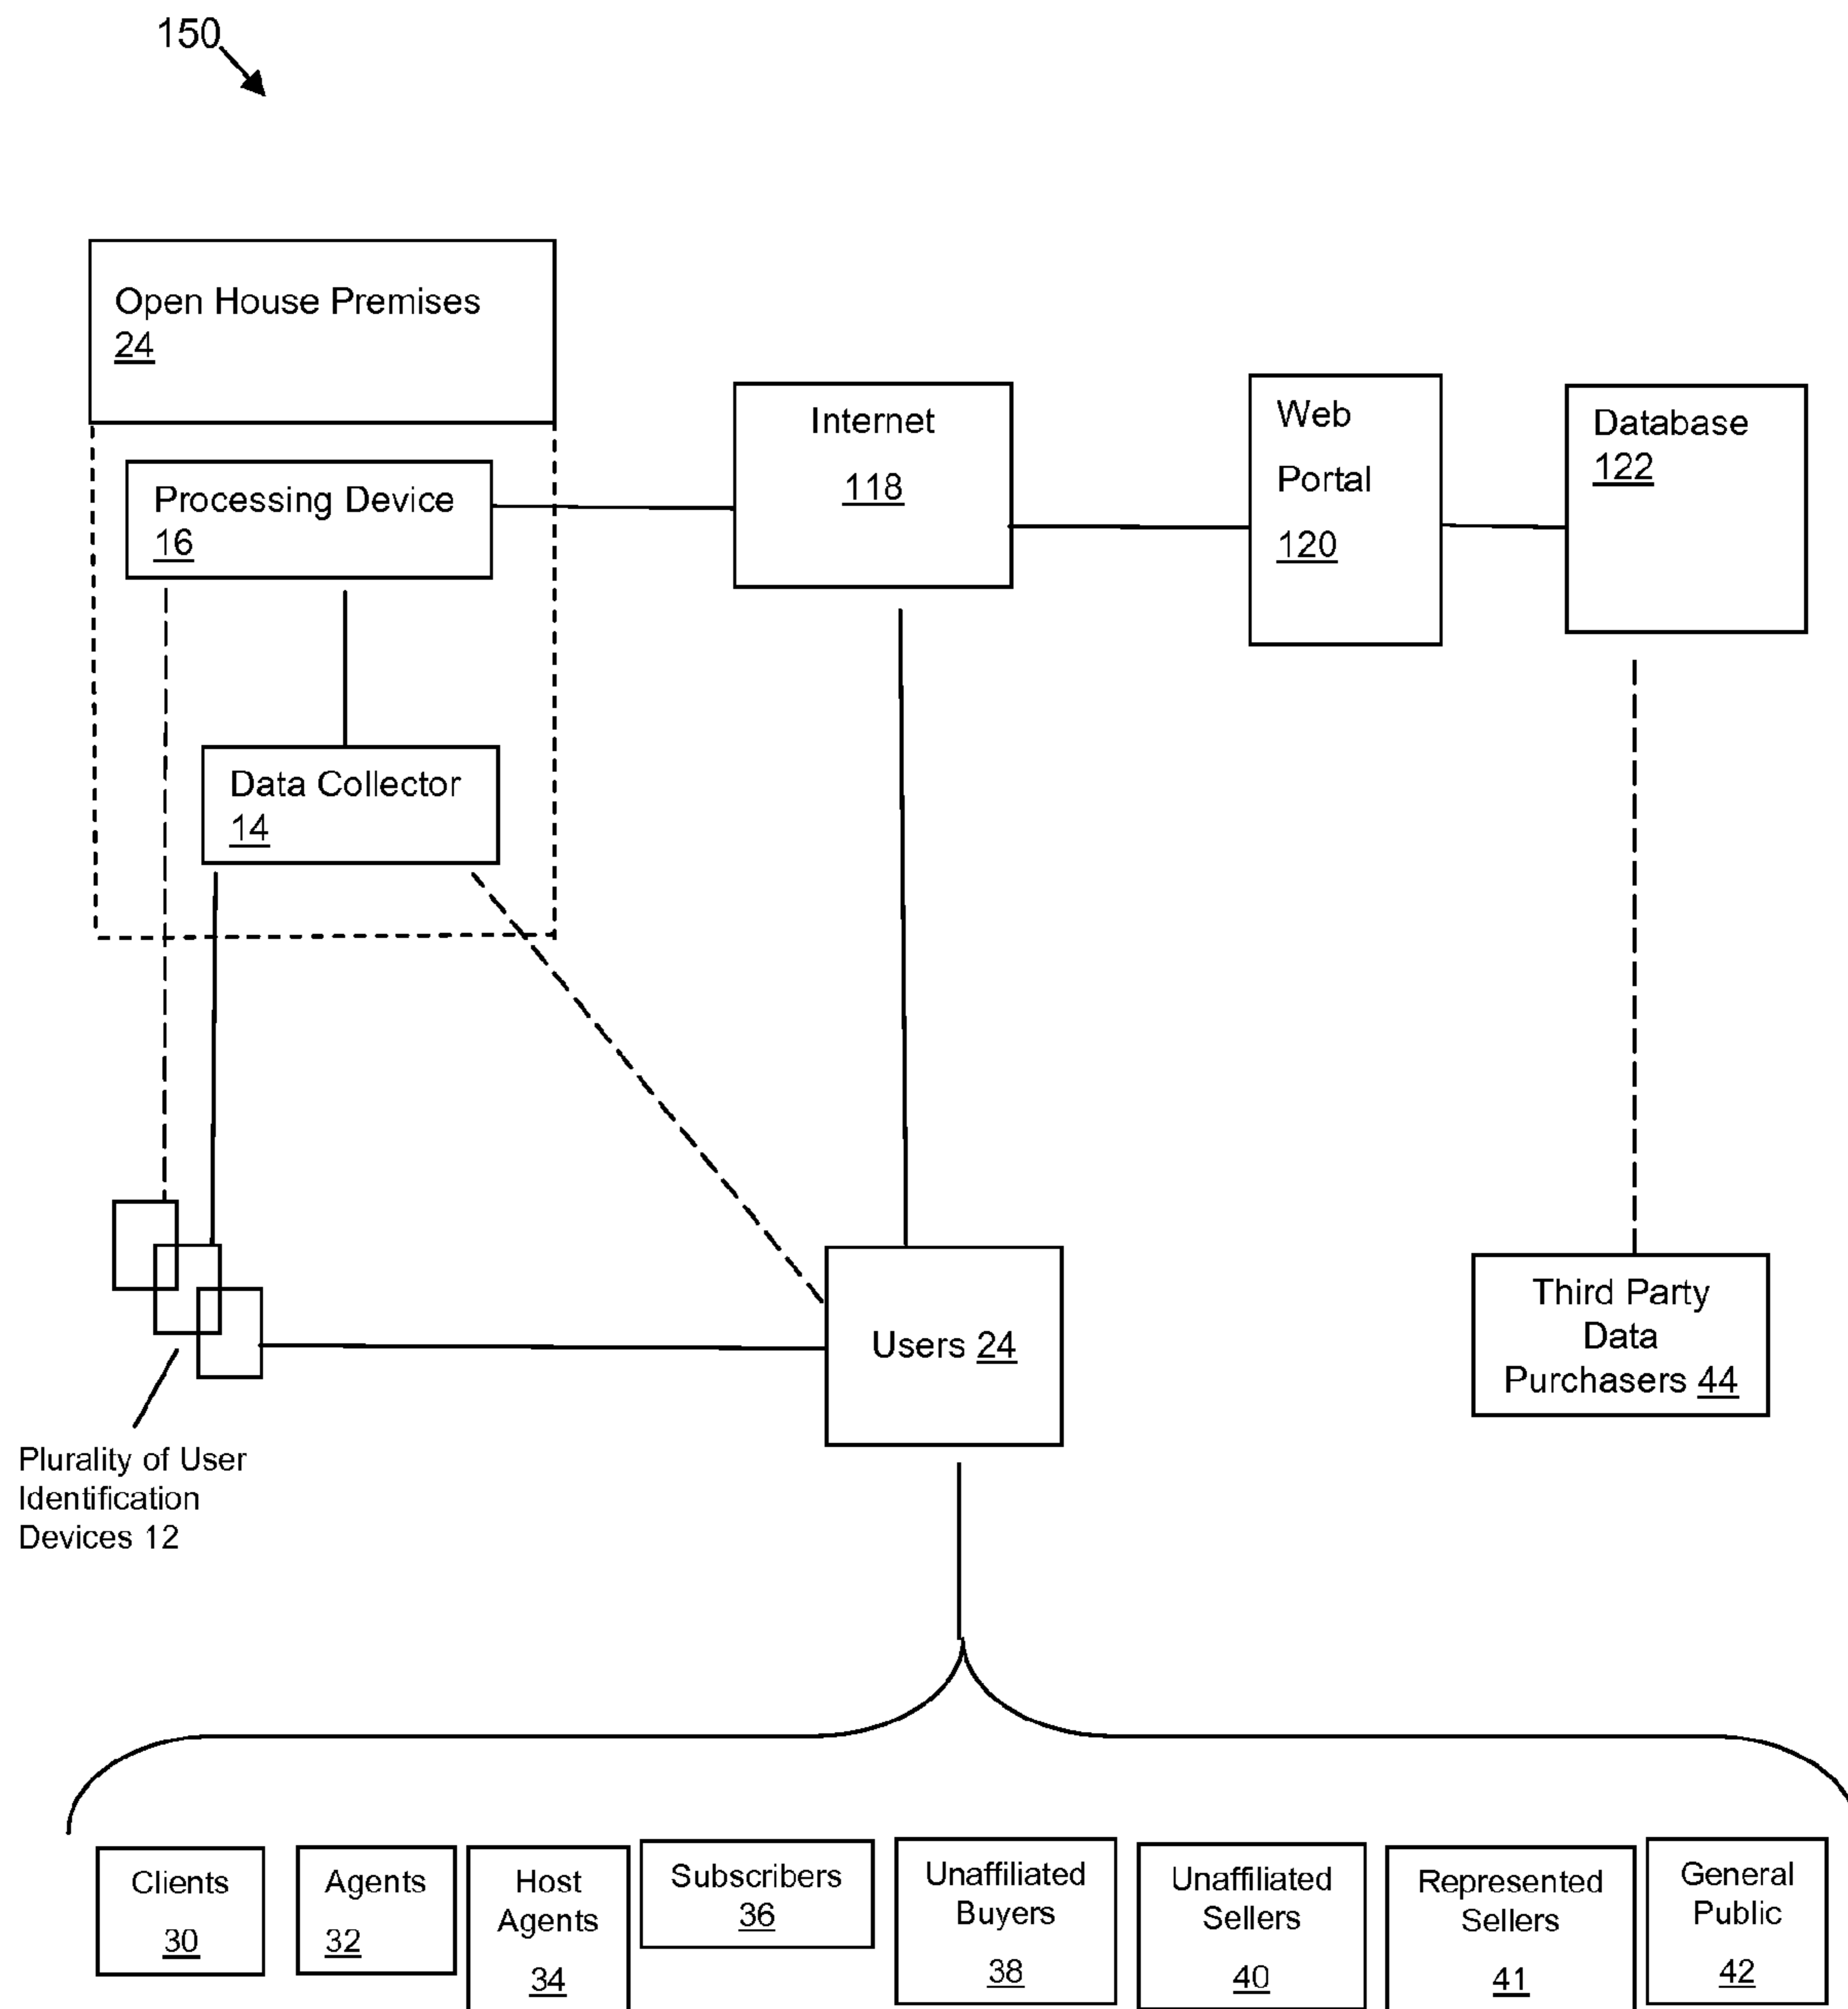 150
Open House Premises
24
Processing Device
16
Data Collector
14
Internet
118
Web
Portal
120
Database
122
Plurality of User
Identification
Devices 12
Users 24
Third Party
Data
Purchasers 44
Clients
30
Agents
32
Host
Agents
34
Subscribers
36
Unaffiliated
Buyers
38
Unaffiliated
Sellers
40
Represented
Sellers
41
General
Public
42